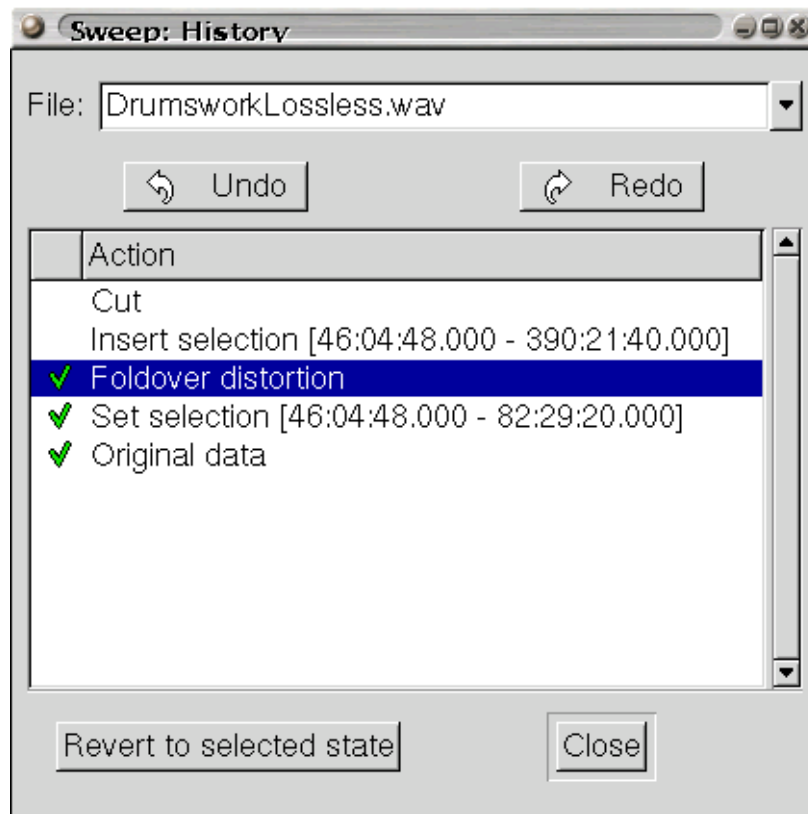 Sweep: History
File: DrumsworkLossless.wav
Undo Redo
Action
Cut
Insert selection [46:04:48.000 - 390:21:40.000]
Foldover distortion
Set selection [46:04:48.000 - 82:29:20.000]
Original data
Revert to selected state Close